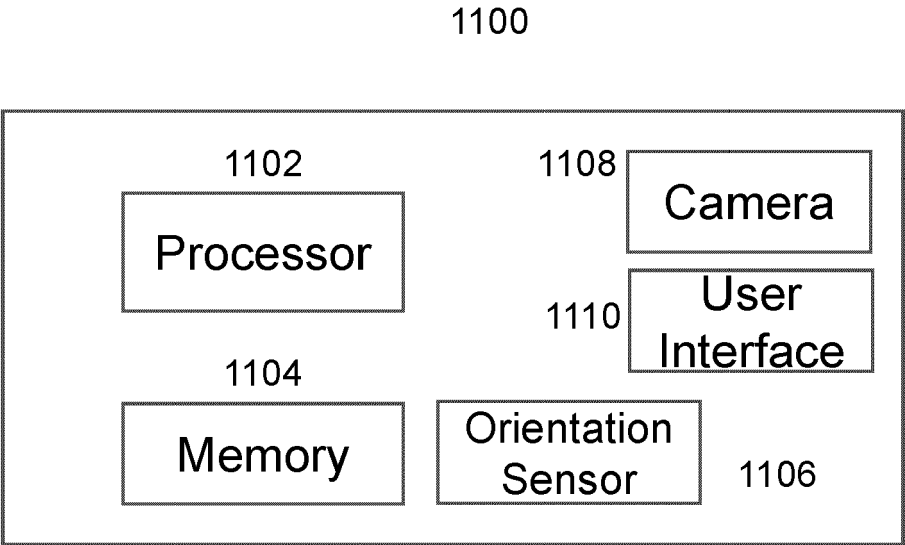 1100
1102
Processor
1108
Camera
1110
User
Interface
1104
Memory
Orientation
Sensor
1106